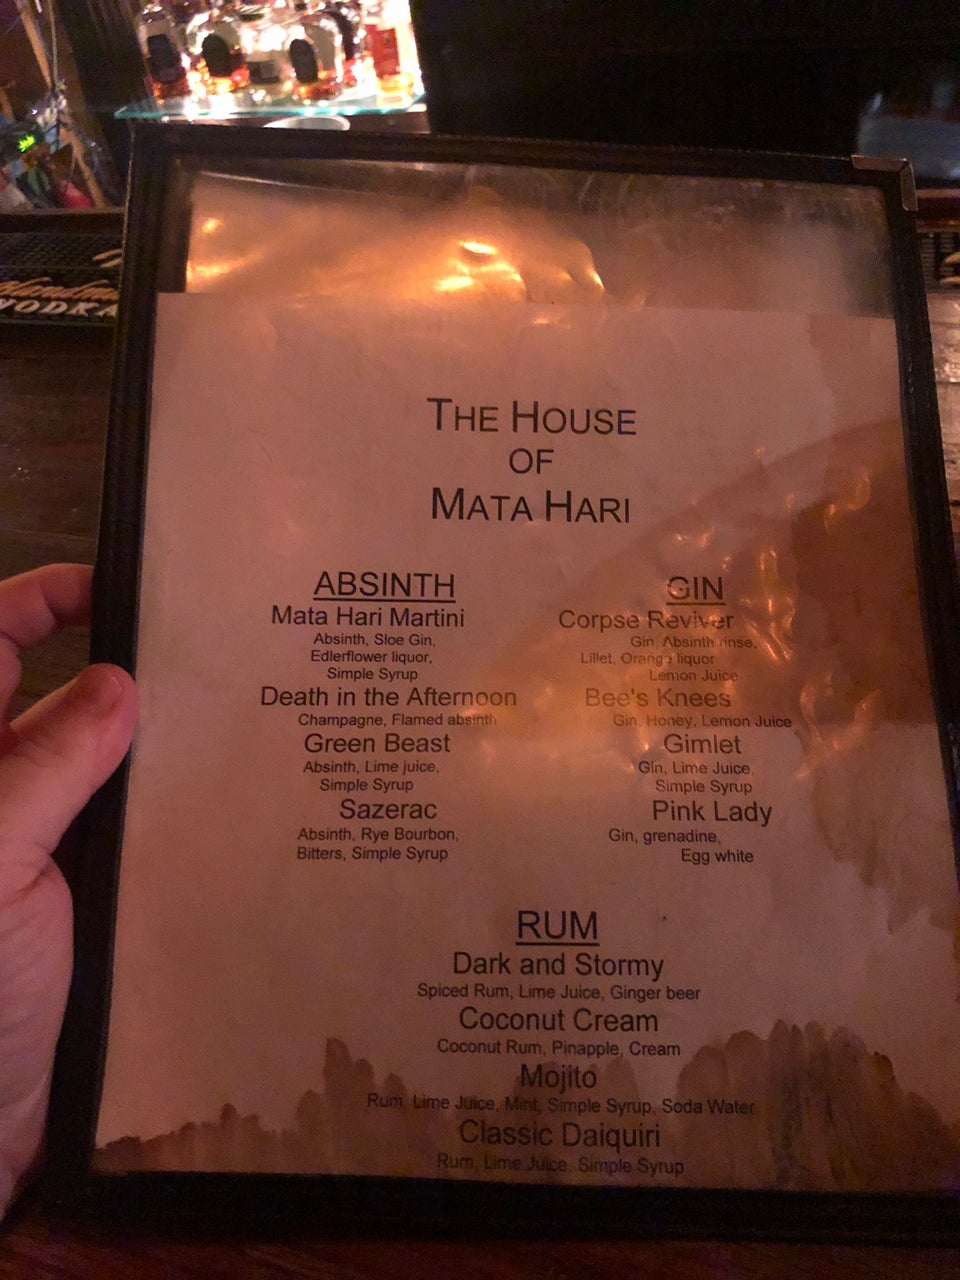 VODKA
THE HOUSE
OF
MATA HARI
ABSINTH
Mata Hari Martini
Absinth, Sloe Gin,
Edlerflower liquor,
Simple Syrup
Death in the Afternoon
Champagne, Flamed absinth
Green Beast
Absinth, Lime juice,
Simple Syrup
Sazerac
Absinth, Rye Bourbon,
Bitters, Simple Syrup
GIN
Corpse Reviver
Gin, Absinth rinse,
Lillet, Orange liquor
Lemon Juice
Bee's Knees
Gin, Honey, Lemon Juice
Gimlet
Gin, Lime Juice,
Simple Syrup
Pink Lady
Gin, grenadine,
Egg white
RUM
Dark and Stormy
Spiced Rum, Lime Juice, Ginger beer
Coconut Cream
Coconut Rum, Pinapple, Cream
Mojito
Rum, Lime Juice, Mint, Simple Syrup, Soda Water
Classic Daiquiri
Rum, Lime Juice, Simple Syrup